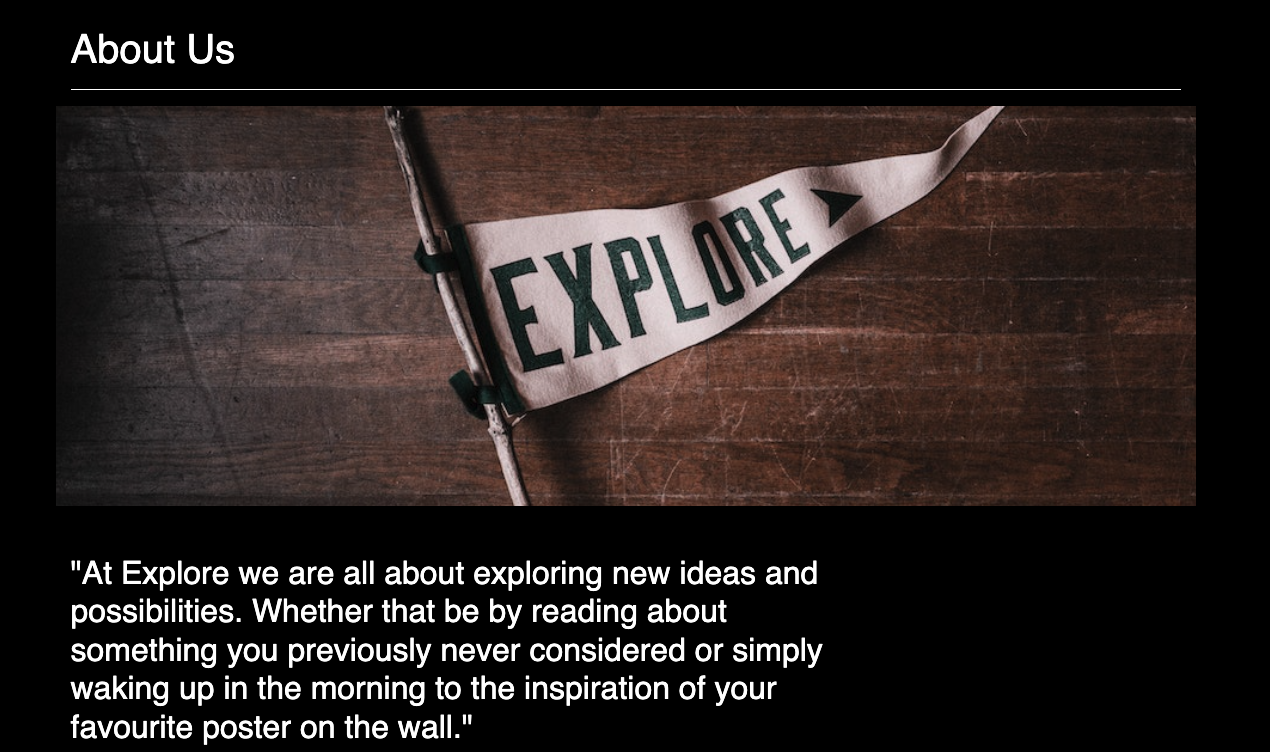 About Us
EXPLORE
"At Explore we are all about exploring new ideas and
possibilities. Whether that be by reading about
something you previously never considered or simply
waking up in the morning to the inspiration of your
favourite poster on the wall."